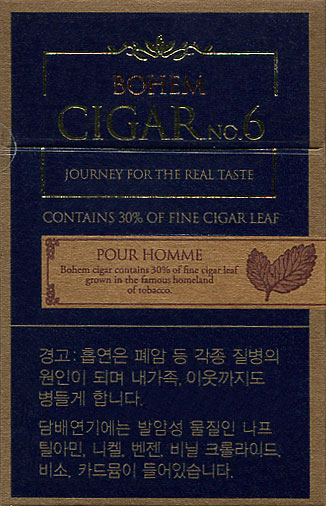 BOHEM
CIGAR NO.6
JOURNEY FOR THE REAL TASTE
CONTAINS 30% OF FINE CIGAR LEAF
POUR HOMME
Bohem cigar contains 30% of fine cigar leaf
grown in the famous homeland
of tobacco.
경고: 흡연은 폐암 등 각종 질병의
원인이 되며 내가족, 이웃까지도
병들게 합니다.
담배연기에는 발암성 물질인 나프
틸아민, 니켈, 벤젠, 비닐 크롤라이드,
비소, 카드뮴이 들어있습니다.